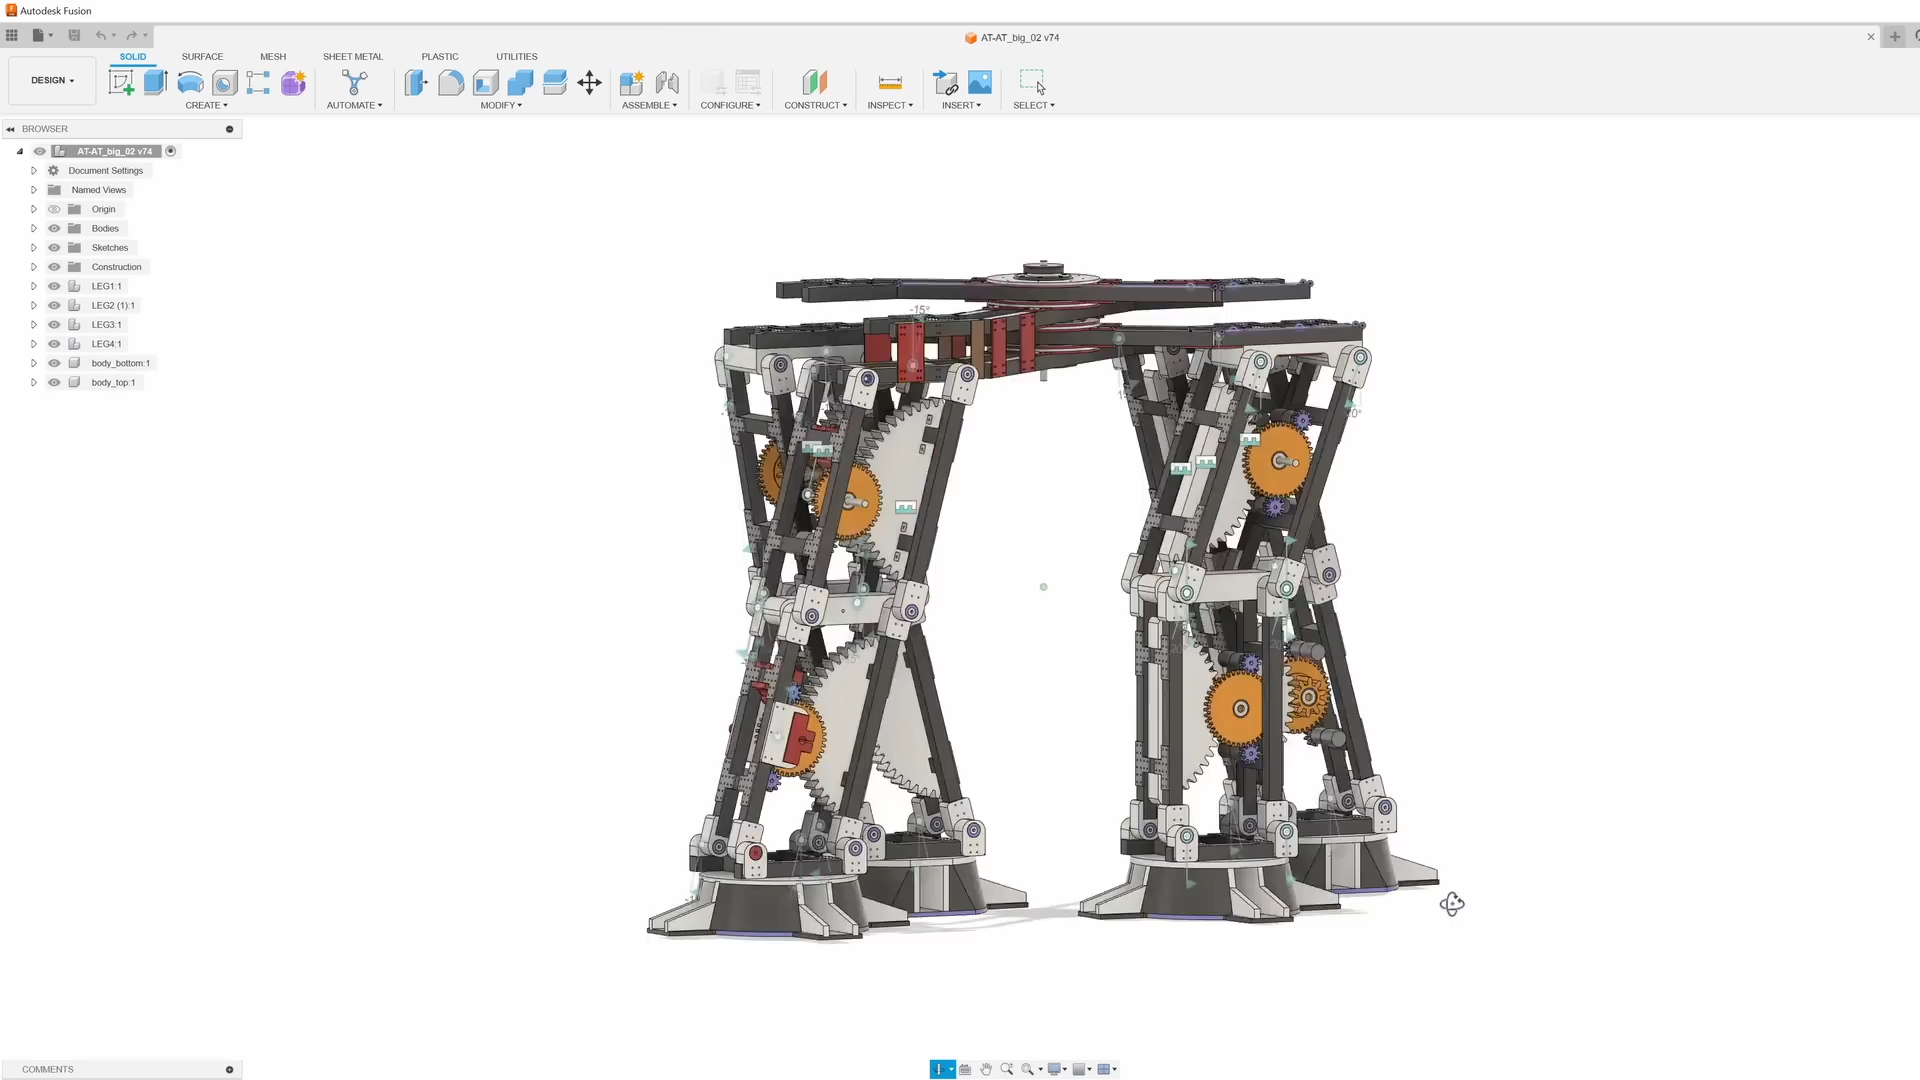 Autodesk Fusion
AT-AT_big_02 v74
SOLID SURFACE MESH SHEET METAL PLASTIC UTILITIES
DESIGN
CREATE AUTOMATE MODIFY ASSEMBLE CONFIGURE CONSTRUCT INSPECT INSERT SELECT
BROWSER
AT-AT_big_02 v74
Document Settings
Named Views
Origin
Bodies
Sketches
Construction
LEG1:1
LEG2 (1):1
LEG3:1
LEG4:1
body_bottom:1
body_top:1
-15°
COMMENTS